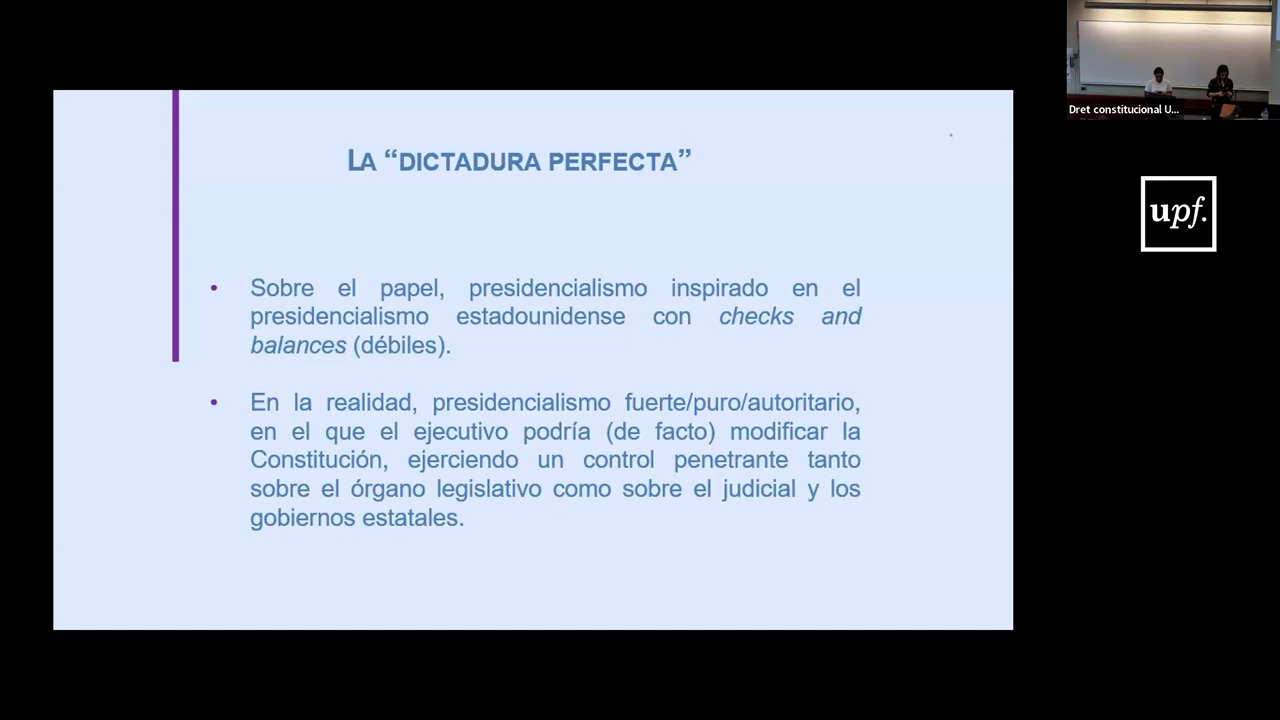 LA “DICTADURA PERFECTA”
• Sobre el papel, presidencialismo inspirado en el
presidencialismo estadounidense con checks and
balances (débiles).
• En la realidad, presidencialismo fuerte/puro/autoritario,
en el que el ejecutivo podría (de facto) modificar la
Constitución, ejerciendo un control penetrante tanto
sobre el órgano legislativo como sobre el judicial y los
gobiernos estatales.
Dret constitucional U...
upf.